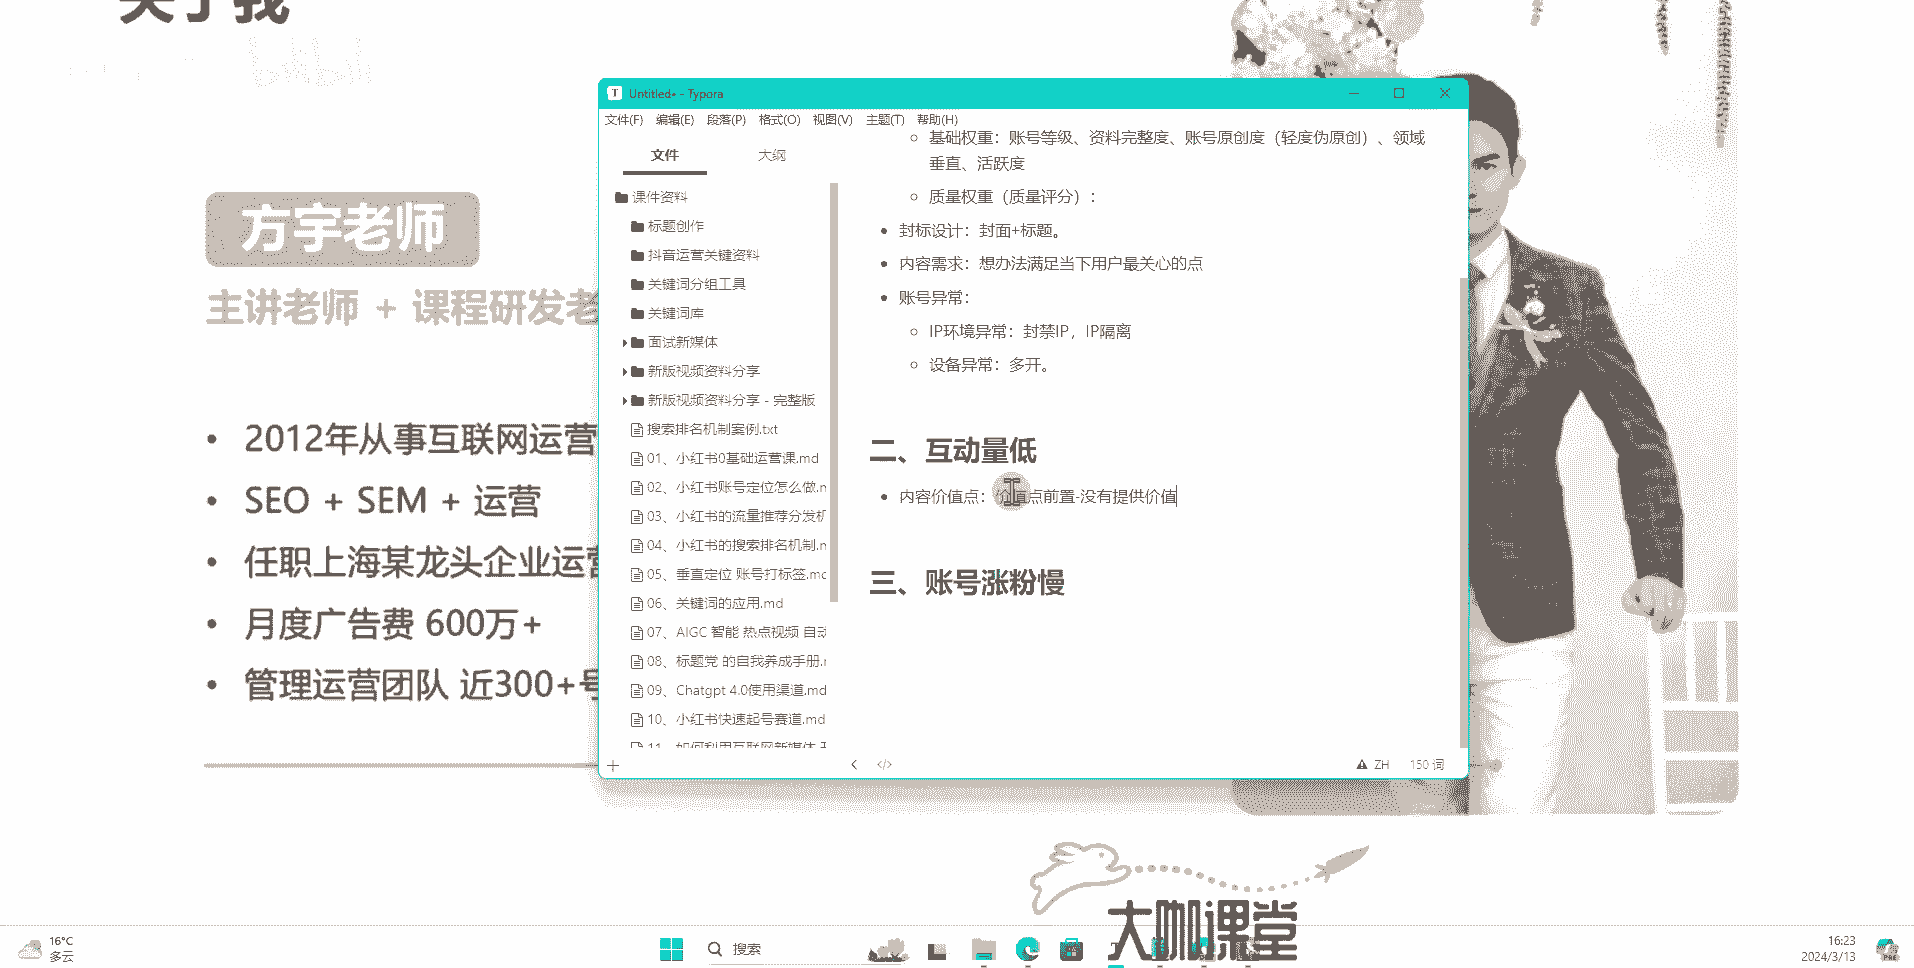 关于我
bilibili
方宇老师
主讲老师 + 课程研发老
2012年从事互联网运营
SEO + SEM + 运营
任职上海某龙头企业运营
月度广告费 600万+
管理运营团队 近300+号
Untitled• - Typora
文件(F) 编辑(E) 段落(P) 格式(O) 视图(V) 主题(T) 帮助(H)
文件 大纲
课件资料
标题创作
抖音运营关键资料
关键词分组工具
关键词库
面试新媒体
新版视频资料分享
新版视频资料分享 - 完整版
搜索排名机制案例.txt
01、小红书0基础运营课.md
02、小红书账号定位怎么做.m
03、小红书的流量推荐分发机
04、小红书的搜索排名机制.m
05、垂直定位 账号打标签.md
06、关键词的应用.md
07、AIGC 智能 热点视频 自动
08、标题党 的自我养成手册.m
09、Chatgpt 4.0使用渠道.md
10、小红书快速起号赛道.md
11、如何利用互联网新媒体
基础权重：账号等级、资料完整度、账号原创度（轻度伪原创）、领域
垂直、活跃度
质量权重（质量评分）：
封标设计：封面+标题。
内容需求：想办法满足当下用户最关心的点
账号异常：
IP环境异常：封禁IP，IP隔离
设备异常：多开。
二、互动量低
内容价值点：价值点前置-没有提供价值
三、账号涨粉慢
</> ZH 150 词
大咖课堂
16°C
多云
搜索
16:23
2024/3/13
PRE